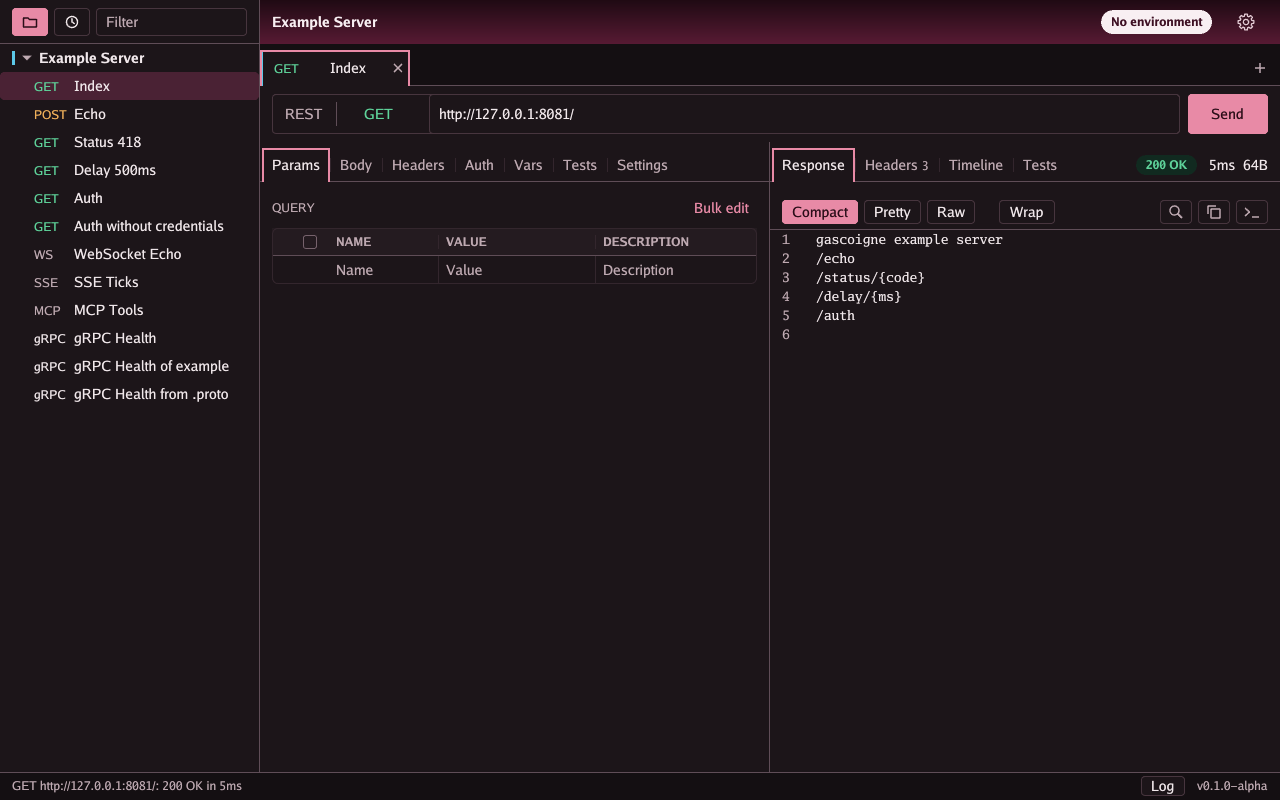 Filter
Example Server
GET Index
POST Echo
GET Status 418
GET Delay 500ms
GET Auth
GET Auth without credentials
WS WebSocket Echo
SSE SSE Ticks
MCP MCP Tools
gRPC gRPC Health
gRPC gRPC Health of example
gRPC gRPC Health from .proto
Example Server
No environment
GET Index
REST GET http://127.0.0.1:8081/ Send
Params Body Headers Auth Vars Tests Settings
QUERY Bulk edit
NAME VALUE DESCRIPTION
Name Value Description
Response Headers 3 Timeline Tests 200 OK 5ms 64B
Compact Pretty Raw Wrap
1 gascoigne example server
2 /echo
3 /status/{code}
4 /delay/{ms}
5 /auth
6
GET http://127.0.0.1:8081/: 200 OK in 5ms
Log v0.1.0-alpha